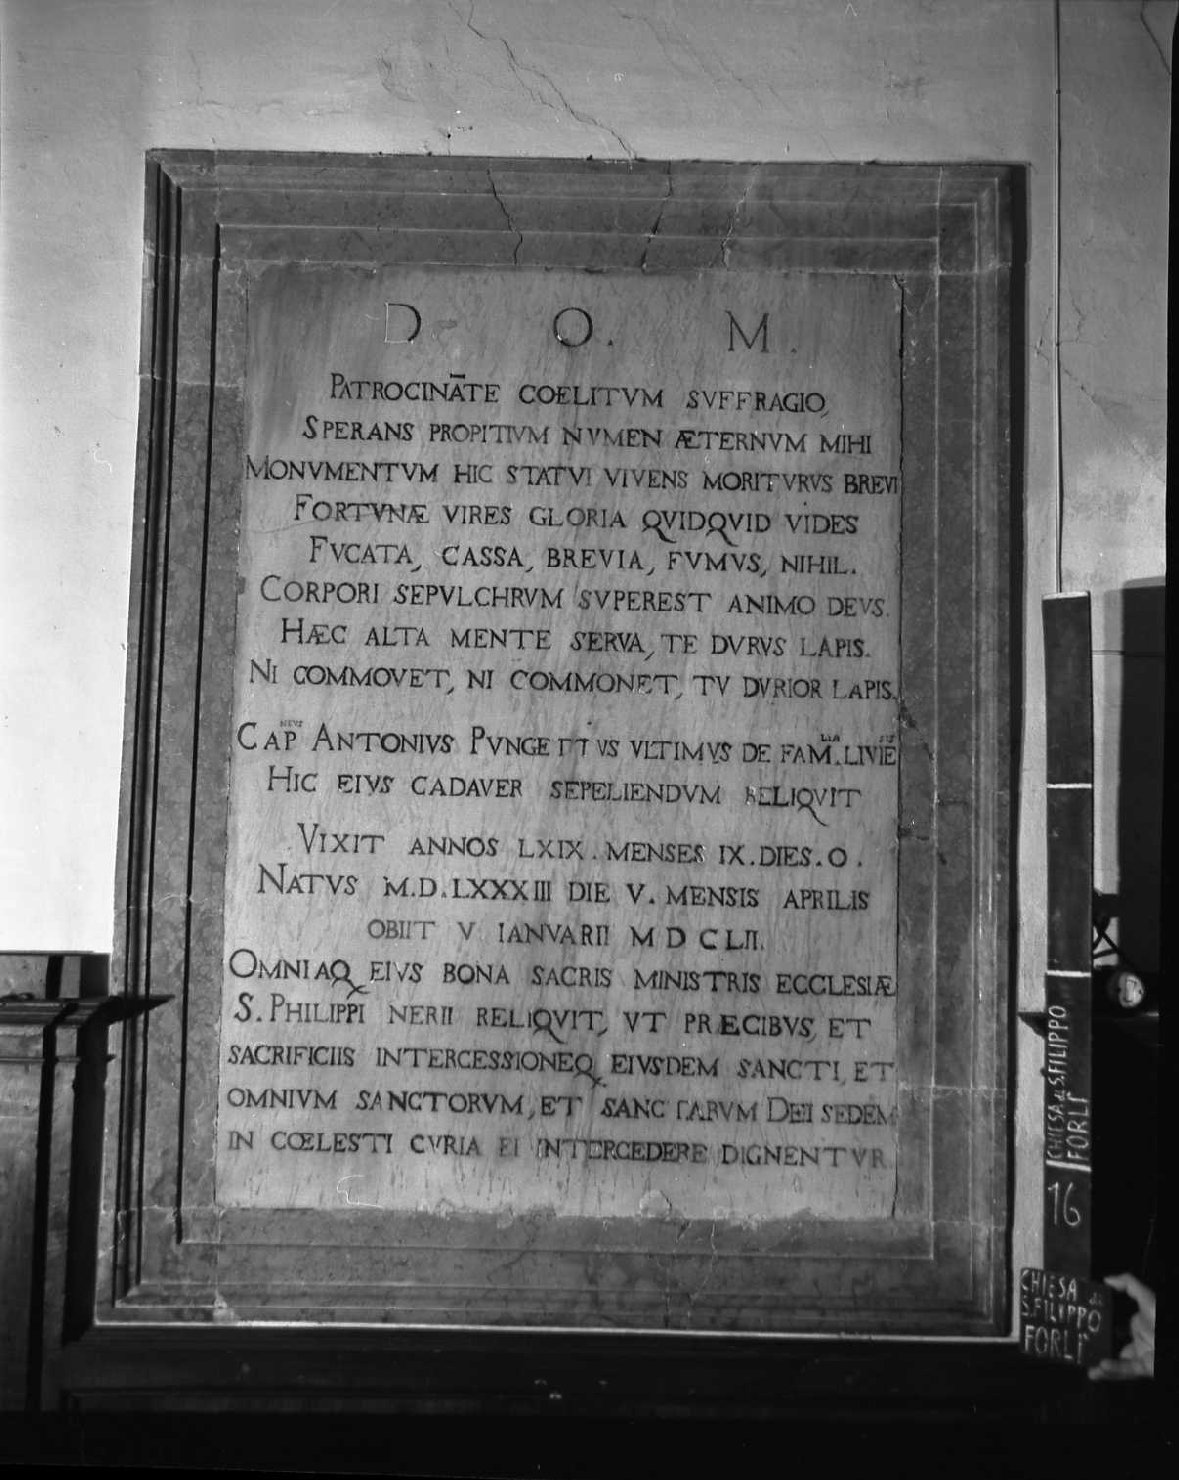 D O. M.
PATROCINĀTE COELITVM SVFFRAGIO,
SPERANS PROPITIVM NVMEN ÆTERNVM MIHI
MONVMENTVM HIC STATVI VIVENS MORITVRVS BREVI
FORTVNÆ VIRES GLORIA QVIDQVID VIDES
FVCATA, CASSA, BREVIA, FVMVS, NIHIL.
CORPORI SEPVLCHRVM SVPEREST ANIMO DEVS.
HÆC ALTA MENTE SERVA, TE DVRVS LAPIS.
NI COMMOVET, NI COMMONET, TV DVRIOR LAPIS.
CAP ANTONIVS PVNGETTVS VLTIMVS DE FAM.LIA LIVIĒ
HIC EIVS CADAVER SEPELIENDVM RELIQVIT
VIXIT ANNOS LXIX. MENSES IX. DIES. O.
NATVS M.D.LXXXIII DIE V. MENSIS APRILIS
OBIIT V IANVARII M D C LII.
OMNIAQ EIVS BONA SACRIS MINISTRIS ECCLESIÆ
S. PHILIPPI NERII RELIQVIT, VT PRÆCIBVS, ET
SACRIFICIIS INTERCESSIONEQ EIVSDEM SANCTI, ET
OMNIVM SANCTORVM, ET SANCTARVM DEI SEDEM
IN CŒLESTI CVRIA EI INTERCEDERE DIGNENTVR
CHIESA di S.FILIPPO
FORLÌ
16
CHIESA di
S.FILIPPO
FORLÌ